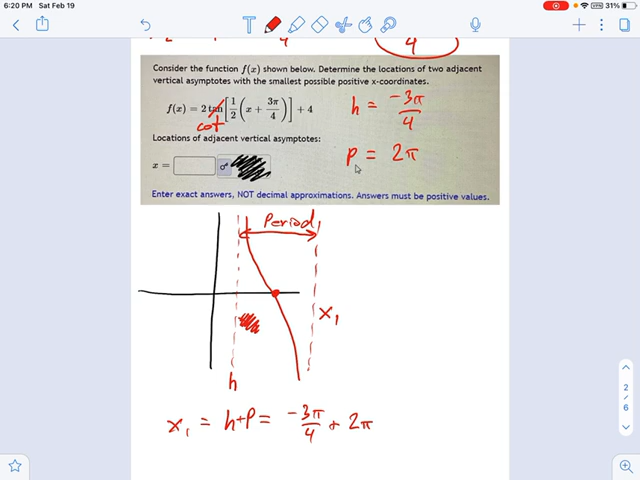 6:20 PM Sat Feb 19
VPN 31%
4
4
Consider the function f(x) shown below. Determine the locations of two adjacent
vertical asymptotes with the smallest possible positive x-coordinates.
f(x) = 2 tan [1/2 (x + 3π/4)] + 4
cot
h = -3π/4
Locations of adjacent vertical asymptotes:
P = 2π
x =
σ⁴
Enter exact answers, NOT decimal approximations. Answers must be positive values.
Period
x₁
h
x₁ = h+P = -3π/4 + 2π
2
/
6